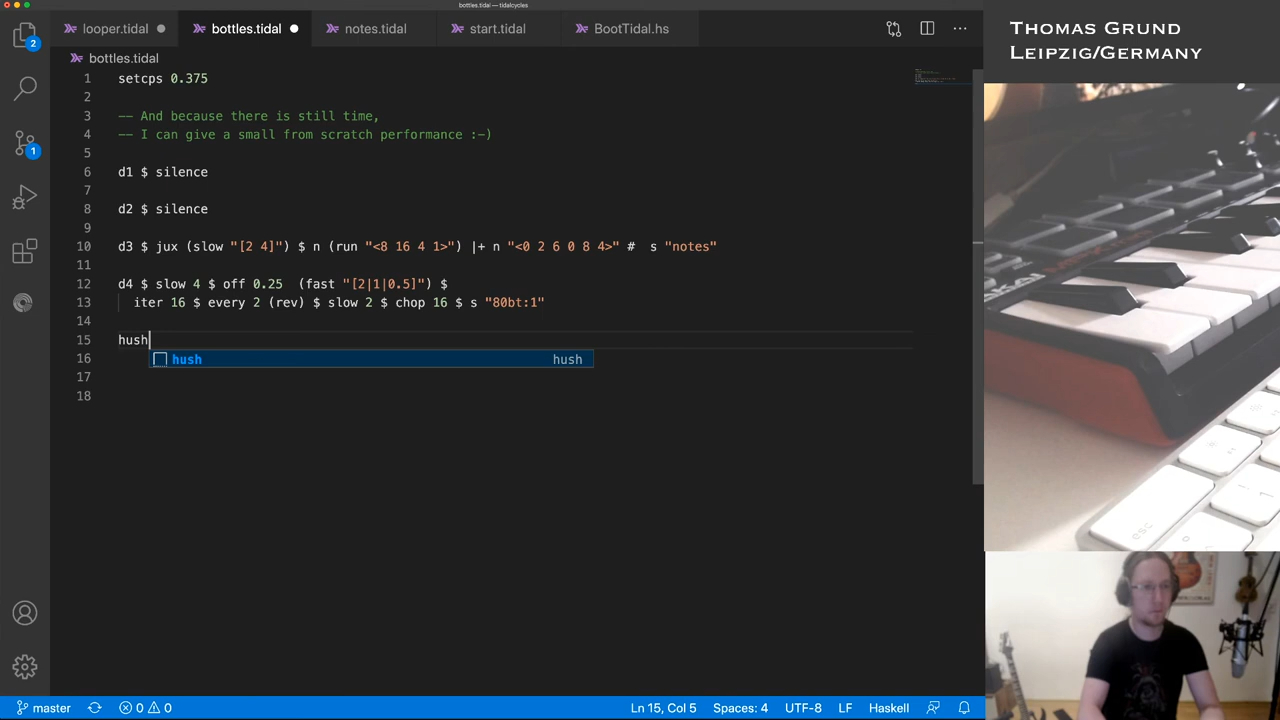 bottles.tidal — tidalcycles
looper.tidal
bottles.tidal
notes.tidal
start.tidal
BootTidal.hs
bottles.tidal
1 setcps 0.375
2
3 -- And because there is still time,
4 -- I can give a small from scratch performance :-)
5
6 d1 $ silence
7
8 d2 $ silence
9
10 d3 $ jux (slow "[2 4]") $ n (run "<8 16 4 1>") |+ n "<0 2 6 0 8 4>" #  s "notes"
11
12 d4 $ slow 4 $ off 0.25  (fast "[2|1|0.5]") $
13 iter 16 $ every 2 (rev) $ slow 2 $ chop 16 $ s "80bt:1"
14
15 hush
16 hush hush
17
18
2
1
master
0 0
Ln 15, Col 5
Spaces: 4
UTF-8
LF
Haskell
Thomas Grund
Leipzig/Germany
esc